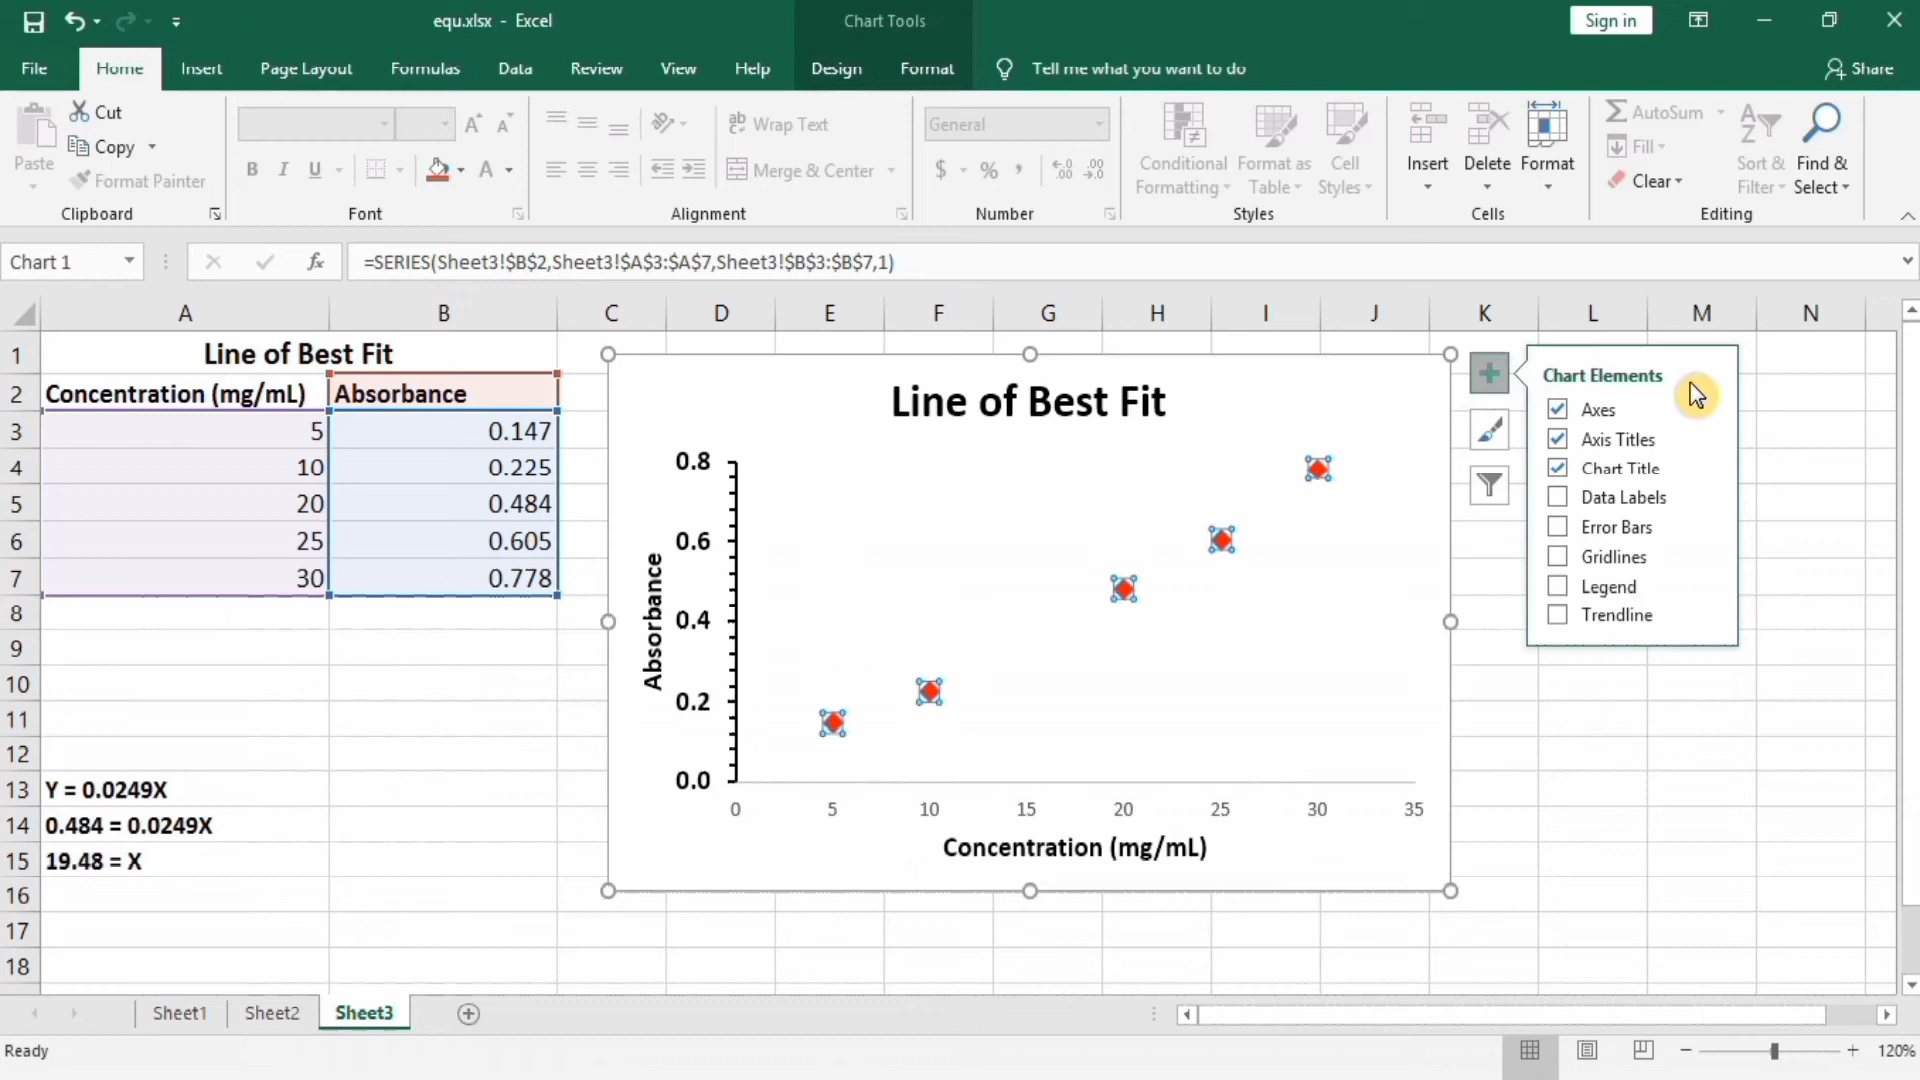 equ.xlsx - Excel
Chart Tools
Sign in
File Home Insert Page Layout Formulas Data Review View Help Design Format Tell me what you want to do Share
Paste
Cut
Copy
Format Painter
Clipboard
B I U A
Font
ab Wrap Text
Merge & Center
Alignment
General
$ % ,
Number
Conditional Formatting
Format as Table
Cell Styles
Styles
Insert
Delete
Format
Cells
AutoSum
Fill
Clear
Sort & Filter
Find & Select
Editing
Chart 1
fx
=SERIES(Sheet3!$B$2,Sheet3!$A$3:$A$7,Sheet3!$B$3:$B$7,1)
A B C D E F G H I J K L M N
1 Line of Best Fit
2 Concentration (mg/mL) Absorbance
3 5 0.147
4 10 0.225
5 20 0.484
6 25 0.605
7 30 0.778
8
9
10
11
12
13 Y = 0.0249X
14 0.484 = 0.0249X
15 19.48 = X
16
17
18
Line of Best Fit
Absorbance
0.8
0.6
0.4
0.2
0.0
0 5 10 15 20 25 30 35
Concentration (mg/mL)
Chart Elements
Axes
Axis Titles
Chart Title
Data Labels
Error Bars
Gridlines
Legend
Trendline
Sheet1 Sheet2 Sheet3
Ready
120%